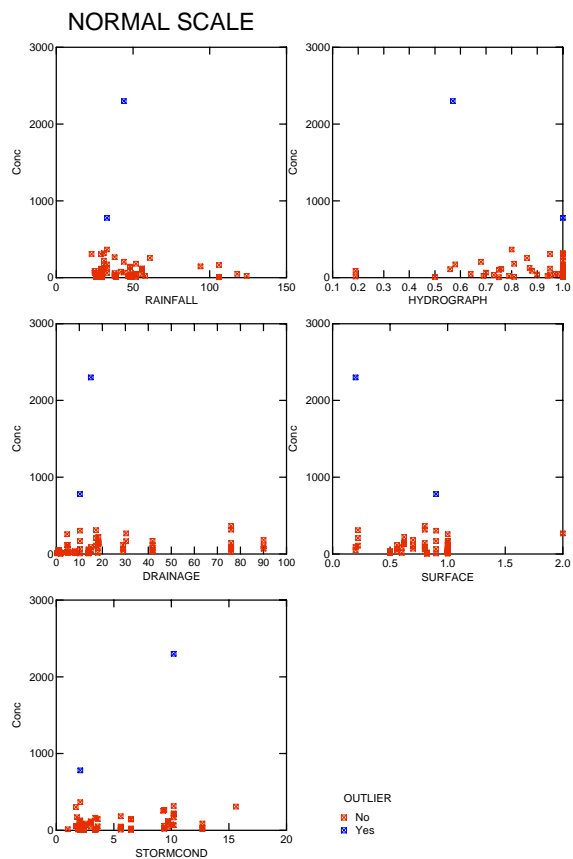 NORMAL SCALE
3000
2000
1000
0
Conc
0 50 100 150
RAINFALL
3000
2000
1000
0
Conc
0.1 0.2 0.3 0.4 0.5 0.6 0.7 0.8 0.9 1.0
HYDROGRAPH
3000
2000
1000
0
Conc
0 10 20 30 40 50 60 70 80 90 100
DRAINAGE
3000
2000
1000
0
Conc
0.0 0.5 1.0 1.5 2.0
SURFACE
3000
2000
1000
0
Conc
0 5 10 15 20
STORMCOND
OUTLIER
No
Yes